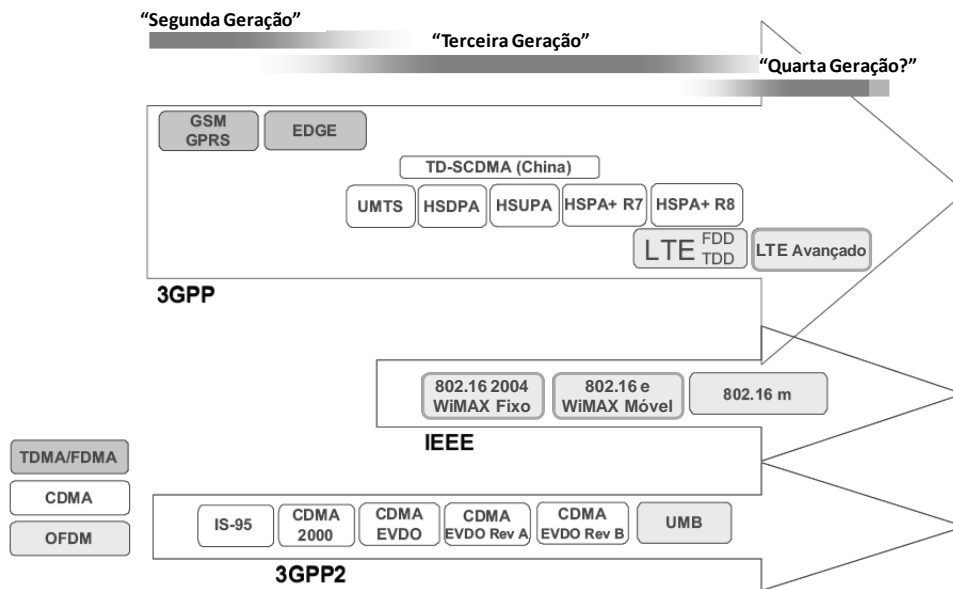 “Segunda Geração”
“Terceira Geração”
“Quarta Geração?”
GSM
GPRS
EDGE
TD-SCDMA (China)
UMTS
HSDPA
HSUPA
HSPA+ R7
HSPA+ R8
LTE FDD
TDD
LTE Avançado
3GPP
802.16 2004
WiMAX Fixo
802.16 e
WiMAX Móvel
802.16 m
IEEE
TDMA/FDMA
CDMA
OFDM
IS-95
CDMA
2000
CDMA
EVDO
CDMA
EVDO Rev A
CDMA
EVDO Rev B
UMB
3GPP2